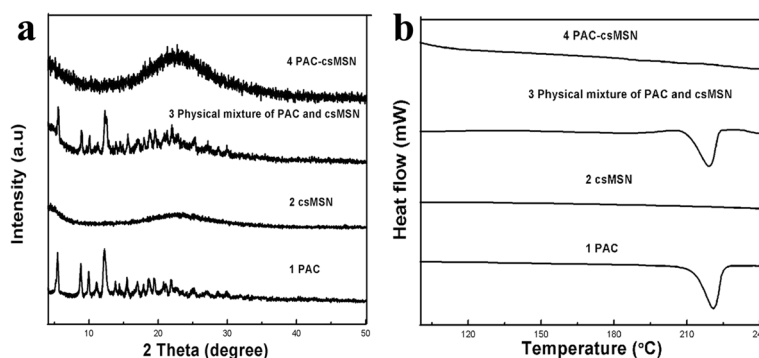 a
4 PAC-csMSN
3 Physical mixture of PAC and csMSN
2 csMSN
1 PAC
Intensity (a.u)
10 20 30 40 50
2 Theta (degree)
b
4 PAC-csMSN
3 Physical mixture of PAC and csMSN
2 csMSN
1 PAC
Heat flow (mW)
120 150 180 210 240
Temperature (°C)